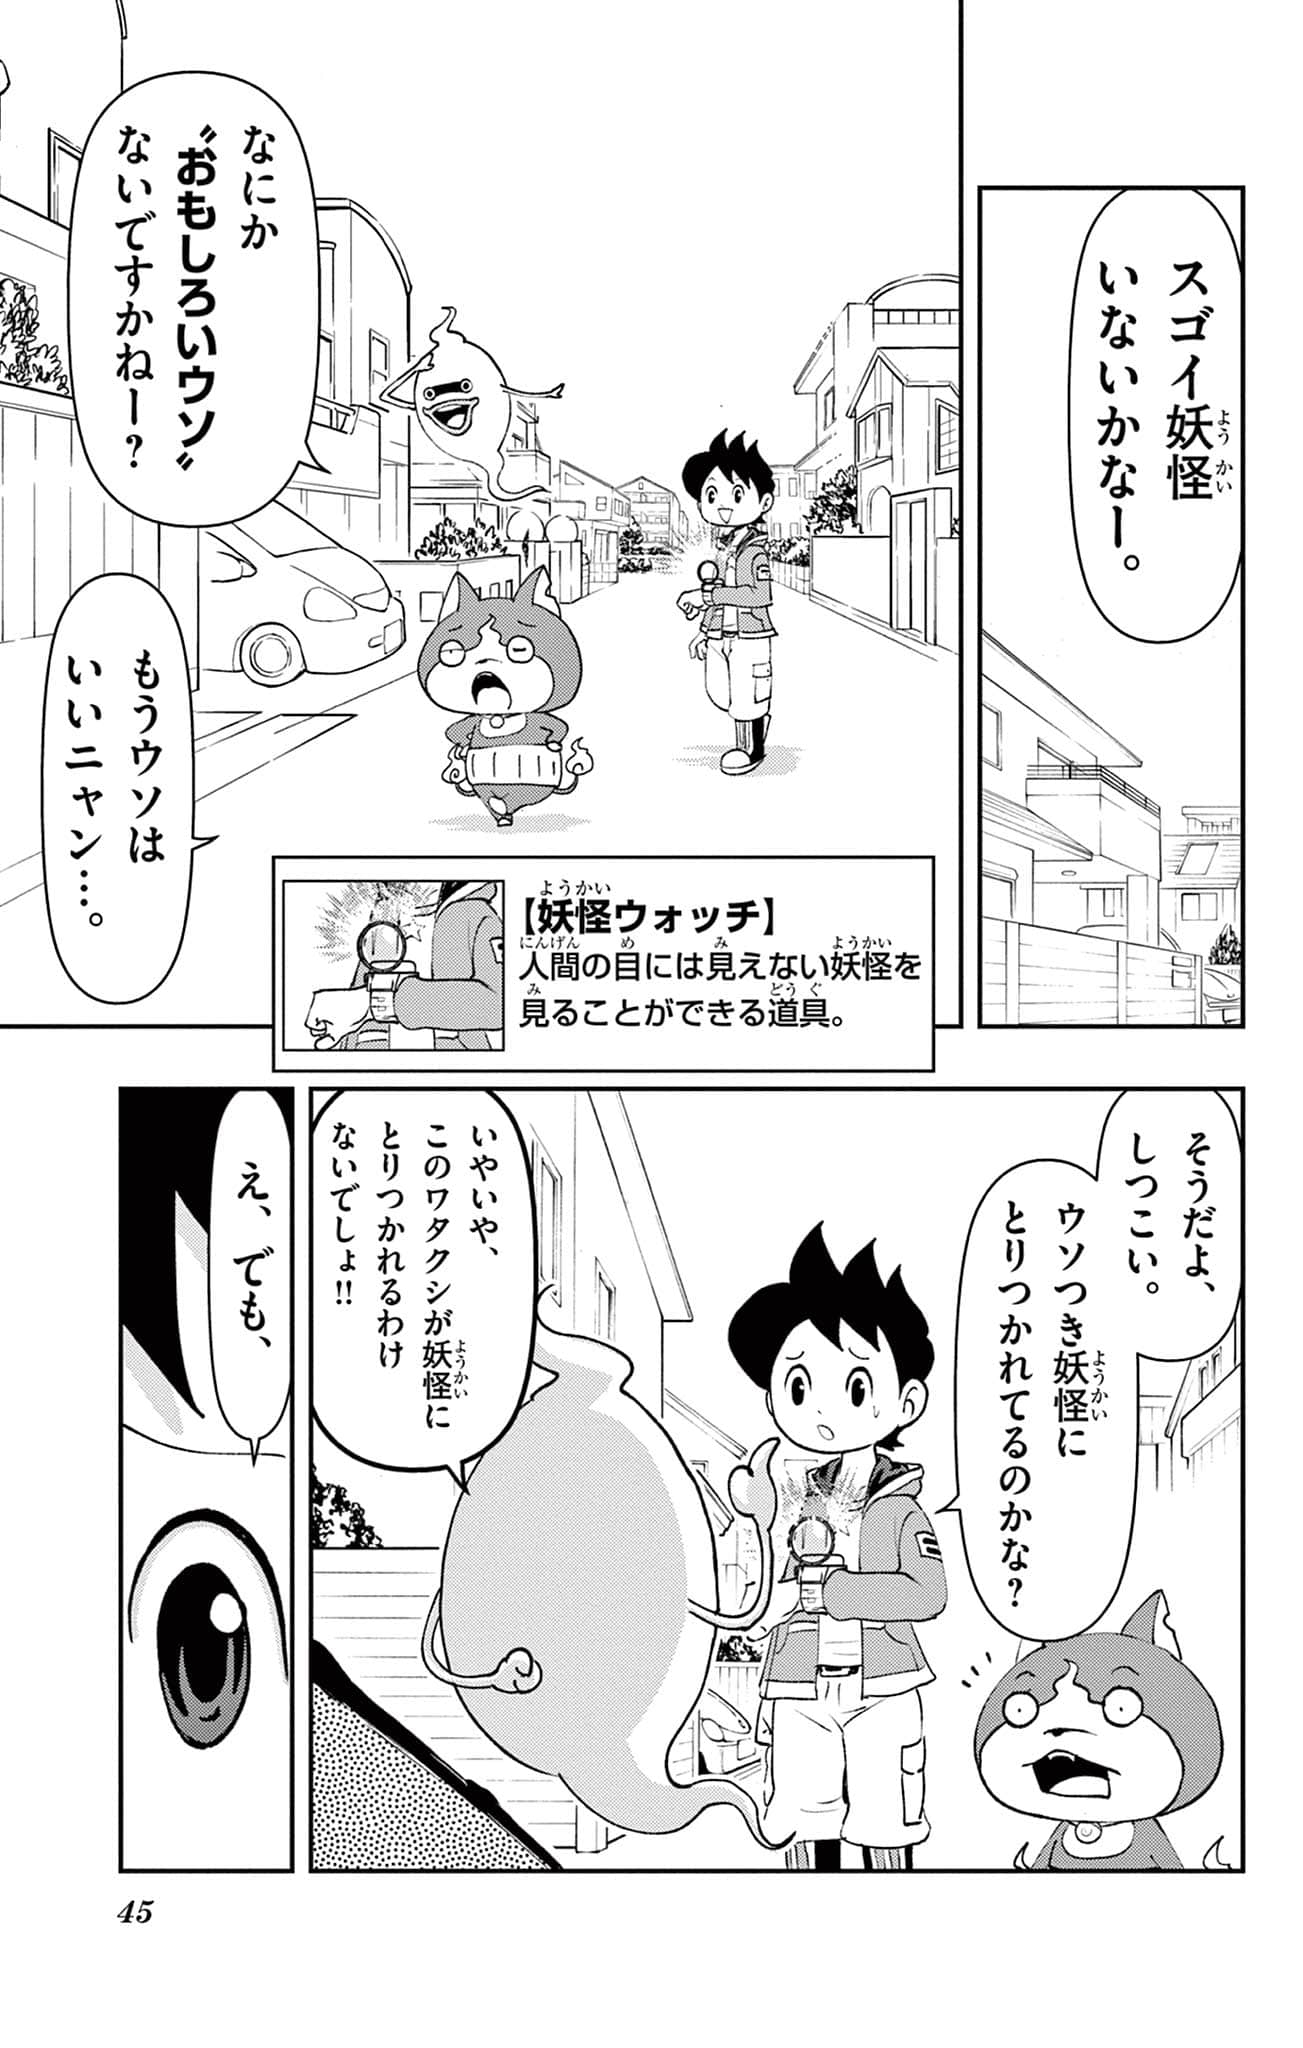 スゴイ妖怪
いないかなー。
なにか
〝おもしろいウソ〟
ないですかねー？
もうウソは
いいニャン…。
【妖怪ウォッチ】
人間の目には見えない妖怪を
見ることができる道具。
そうだよ、
しつこい。
ウソつき妖怪に
とりつかれてるのかな？
いやいや、
このワタクシが妖怪に
とりつかれるわけ
ないでしょ!!
え、でも、
45